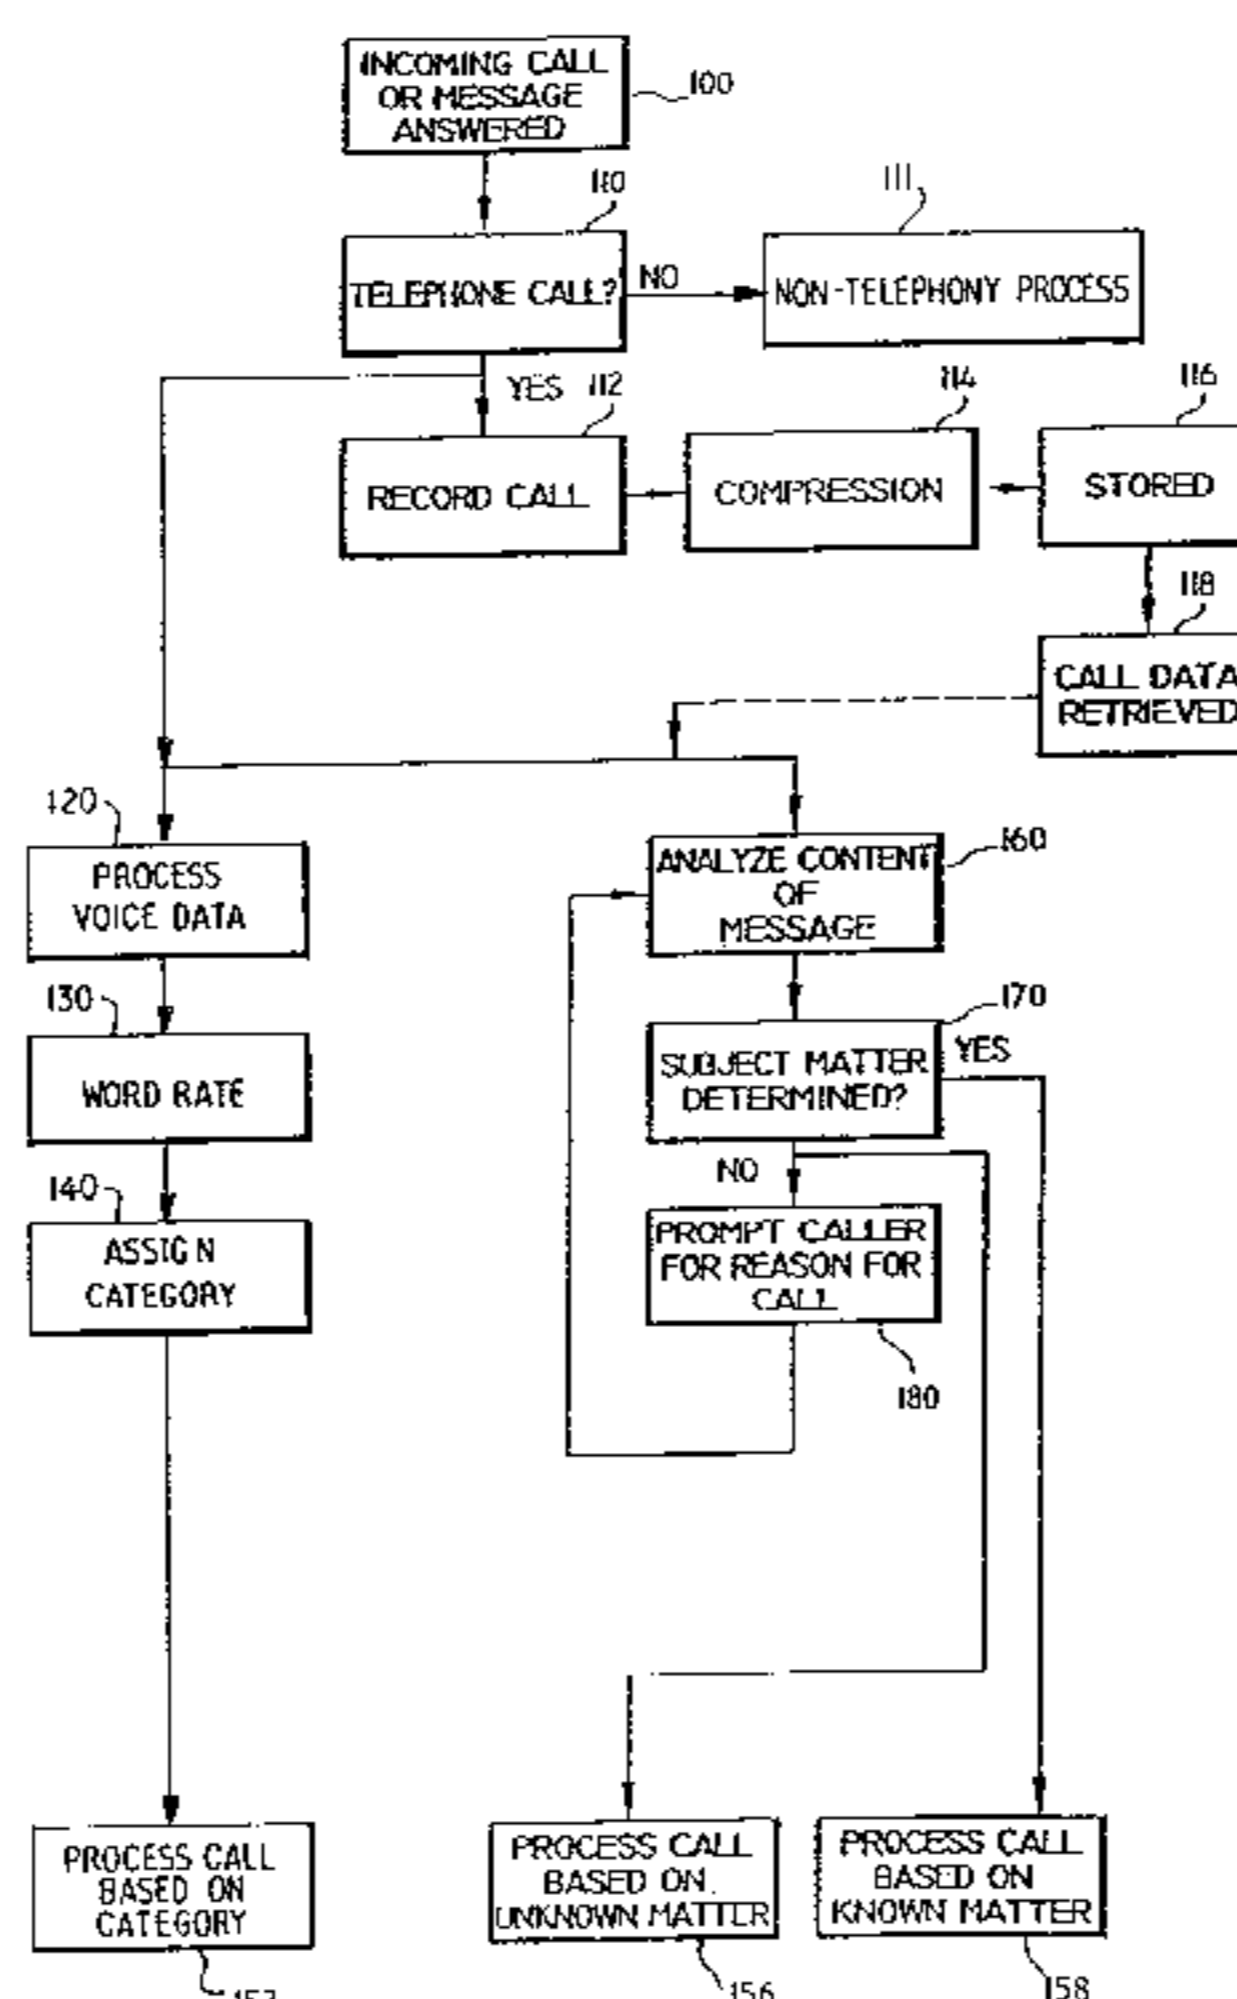 INCOMING CALL
OR MESSAGE
ANSWERED
100
110
TELEPHONE CALL?
NO
111
NON-TELEPHONY PROCESS
YES
112
RECORD CALL
114
COMPRESSION
116
STORED
118
CALL DATA
RETRIEVED
120
PROCESS
VOICE DATA
130
WORD RATE
140
ASSIGN
CATEGORY
160
ANALYZE CONTENT
OF
MESSAGE
170
SUBJECT MATTER
DETERMINED?
YES
NO
PROMPT CALLER
FOR REASON FOR
CALL
180
PROCESS CALL
BASED ON
CATEGORY
PROCESS CALL
BASED ON
UNKNOWN MATTER
156
PROCESS CALL
BASED ON
KNOWN MATTER
158